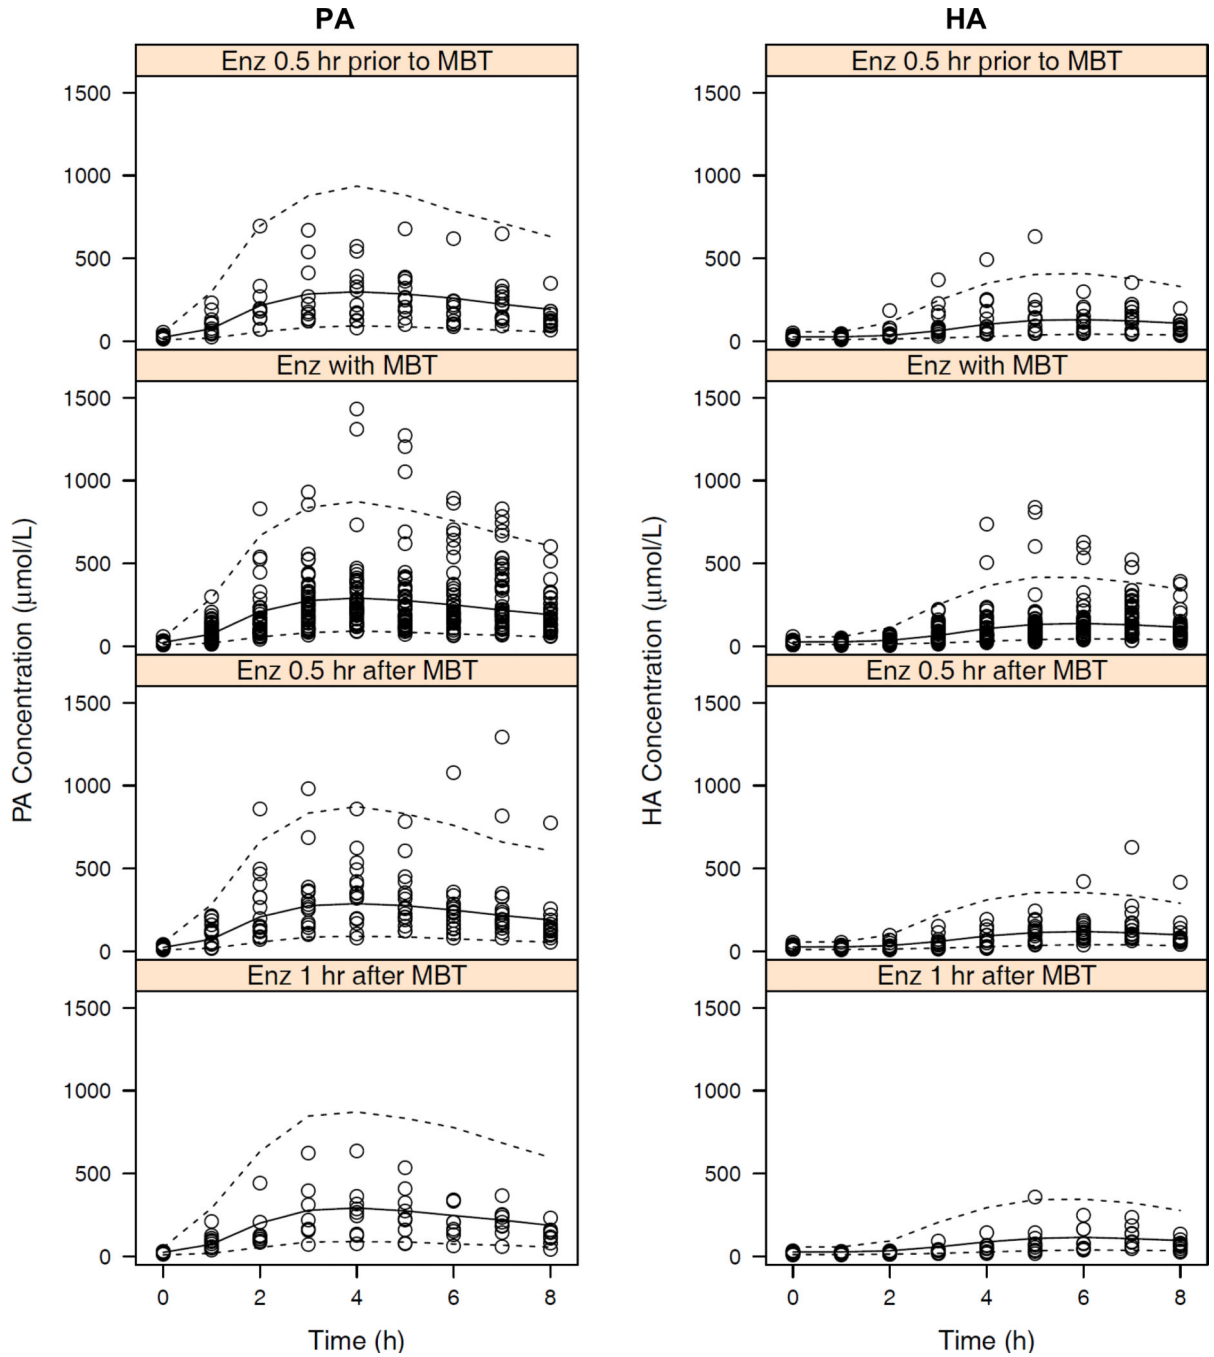 PA
Enz 0.5 hr prior to MBT
1500
1000
500
0
Enz with MBT
1500
1000
500
0
Enz 0.5 hr after MBT
1500
1000
500
0
Enz 1 hr after MBT
1500
1000
500
0
0 2 4 6 8
Time (h)
PA Concentration (μmol/L)
HA
Enz 0.5 hr prior to MBT
1500
1000
500
0
Enz with MBT
1500
1000
500
0
Enz 0.5 hr after MBT
1500
1000
500
0
Enz 1 hr after MBT
1500
1000
500
0
0 2 4 6 8
Time (h)
HA Concentration (μmol/L)